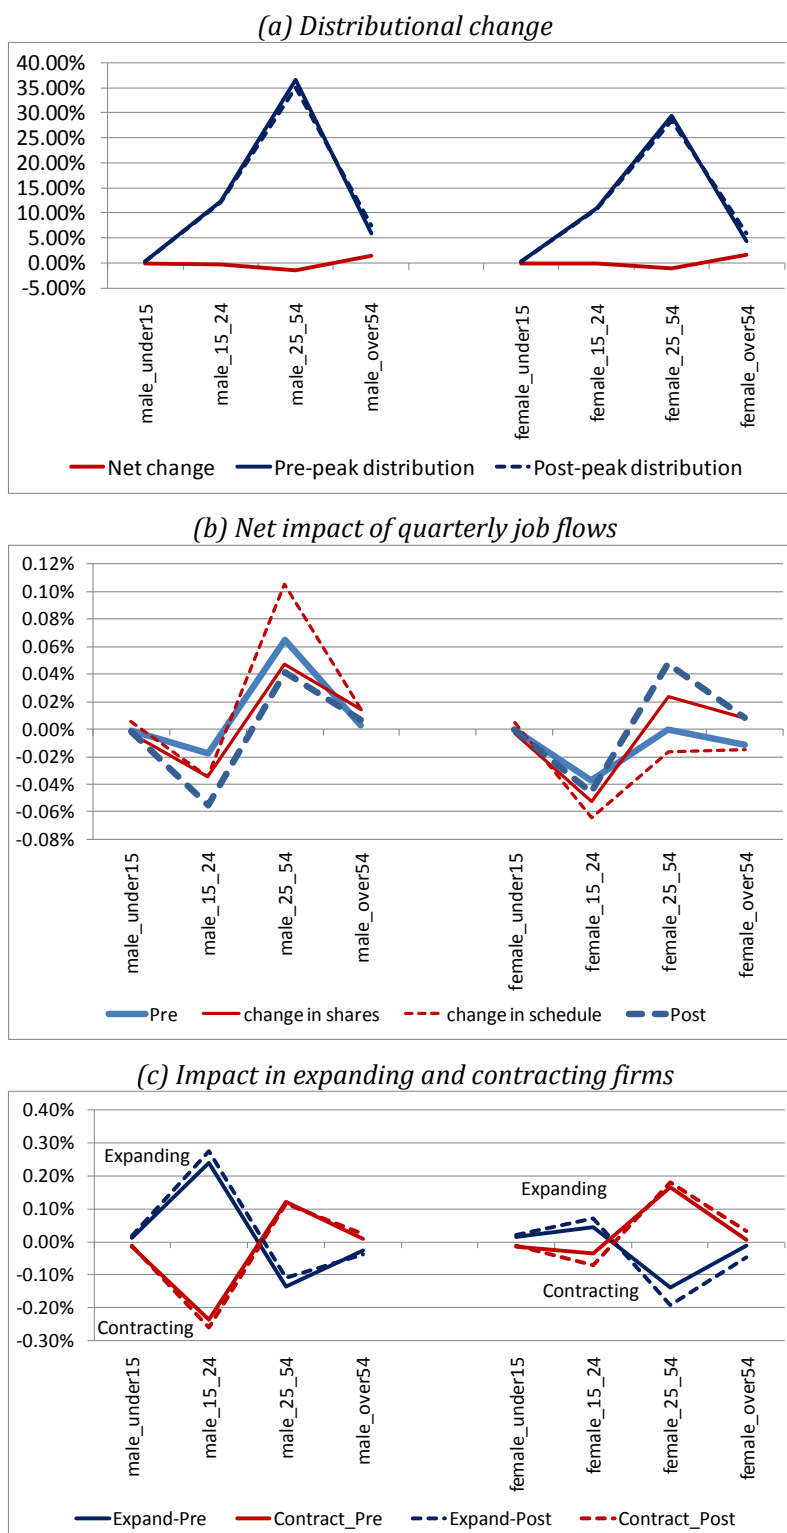 (a) Distributional change
40.00%
35.00%
30.00%
25.00%
20.00%
15.00%
10.00%
5.00%
0.00%
-5.00%
male_under15
male_15_24
male_25_54
male_over54
female_under15
female_15_24
female_25_54
female_over54
Net change Pre-peak distribution Post-peak distribution
(b) Net impact of quarterly job flows
0.12%
0.10%
0.08%
0.06%
0.04%
0.02%
0.00%
-0.02%
-0.04%
-0.06%
-0.08%
male_under15
male_15_24
male_25_54
male_over54
female_under15
female_15_24
female_25_54
female_over54
Pre change in shares change in schedule Post
(c) Impact in expanding and contracting firms
0.40%
0.30%
0.20%
0.10%
0.00%
-0.10%
-0.20%
-0.30%
Expanding
Contracting
Expanding
Contracting
male_under15
male_15_24
male_25_54
male_over54
female_under15
female_15_24
female_25_54
female_over54
Expand-Pre Contract_Pre Expand-Post Contract_Post